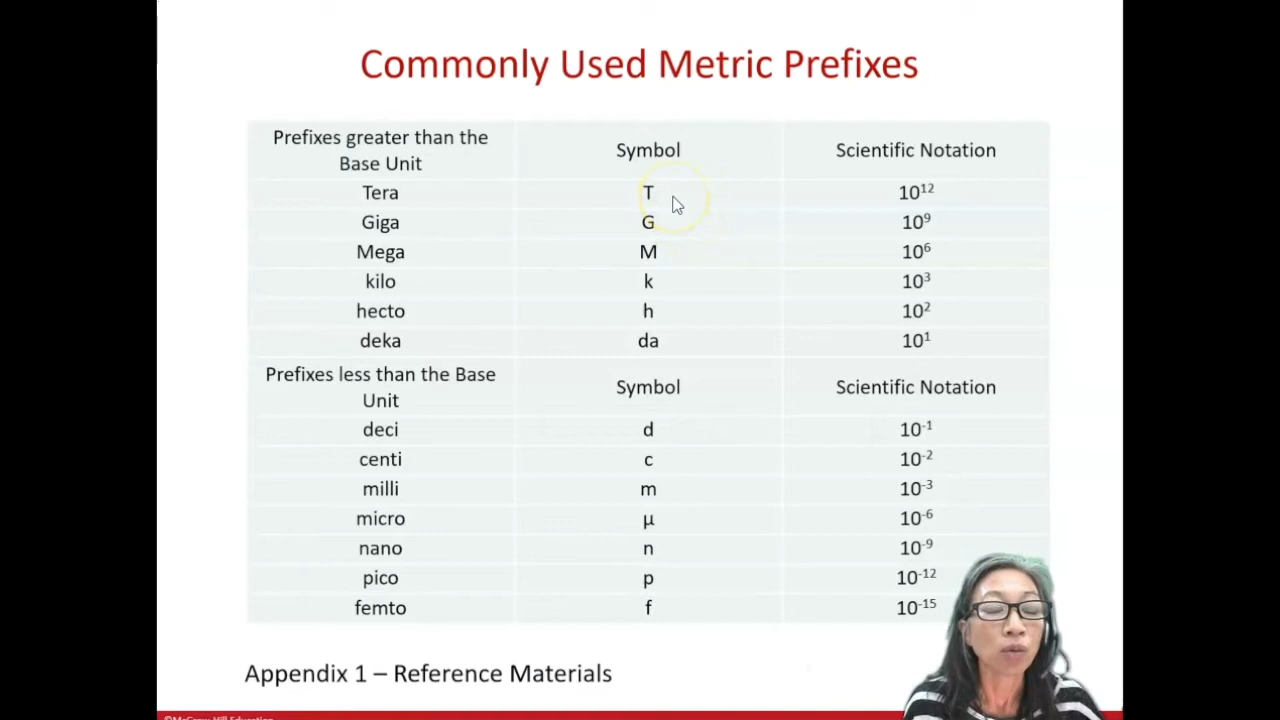 Commonly Used Metric Prefixes
Prefixes greater than the
Base Unit
Symbol
Scientific Notation
Tera T 10¹²
Giga G 10⁹
Mega M 10⁶
kilo k 10³
hecto h 10²
deka da 10¹
Prefixes less than the Base
Unit
Symbol
Scientific Notation
deci d 10⁻¹
centi c 10⁻²
milli m 10⁻³
micro µ 10⁻⁶
nano n 10⁻⁹
pico p 10⁻¹²
femto f 10⁻¹⁵
Appendix 1 – Reference Materials
©McGraw-Hill Education